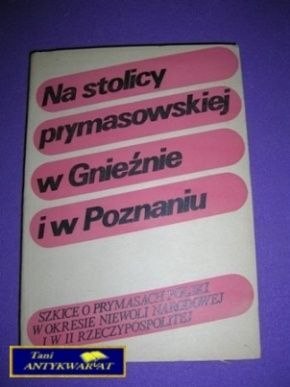 Na stolicy
prymasowskiej
w Gnieźnie
i w Poznaniu
SZKICE O PRYMASACH POLSKI
W OKRESIE NIEWOLI NARODOWEJ
I W II RZECZYPOSPOLITEJ
Tani
ANTYKWARIAT